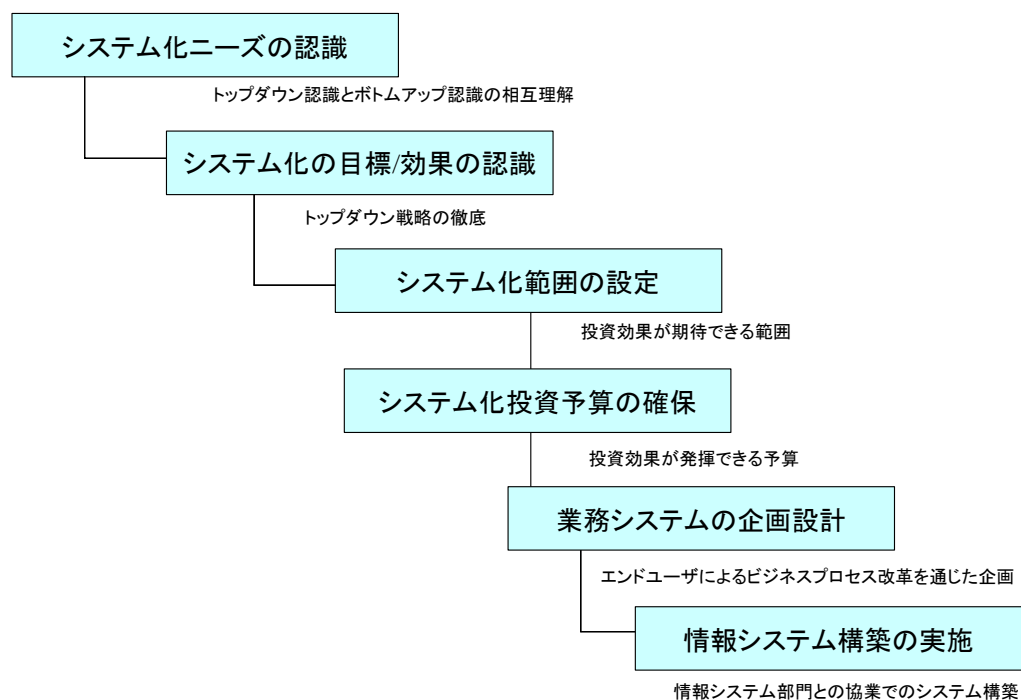 システム化ニーズの認識
トップダウン認識とボトムアップ認識の相互理解
システム化の目標/効果の認識
トップダウン戦略の徹底
システム化範囲の設定
投資効果が期待できる範囲
システム化投資予算の確保
投資効果が発揮できる予算
業務システムの企画設計
エンドユーザによるビジネスプロセス改革を通じた企画
情報システム構築の実施
情報システム部門との協業でのシステム構築